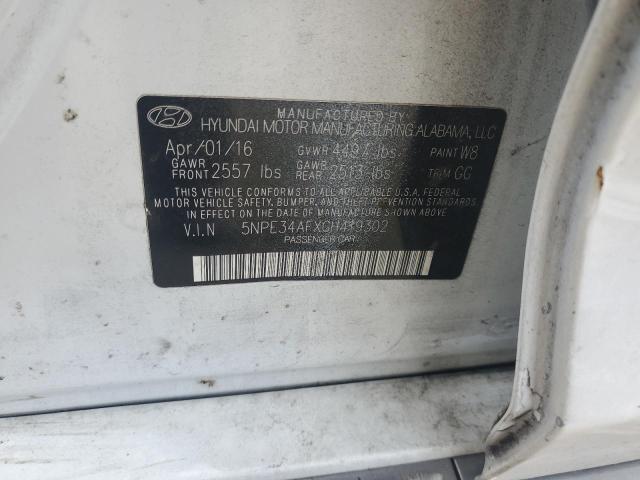 MANUFACTURED BY
HYUNDAI MOTOR MANUFACTURING ALABAMA, LLC
Apr/01/16 GVWR 4497 lbs. PAINT W8
GAWR FRONT 2557 lbs GAWR REAR 2513 lbs TRIM GG
THIS VEHICLE CONFORMS TO ALL APPLICABLE U.S.A. FEDERAL
MOTOR VEHICLE SAFETY, BUMPER, AND THEFT PREVENTION STANDARDS
IN EFFECT ON THE DATE OF MANUFACTURE SHOWN ABOVE.
V.I.N
PASSENGER CAR